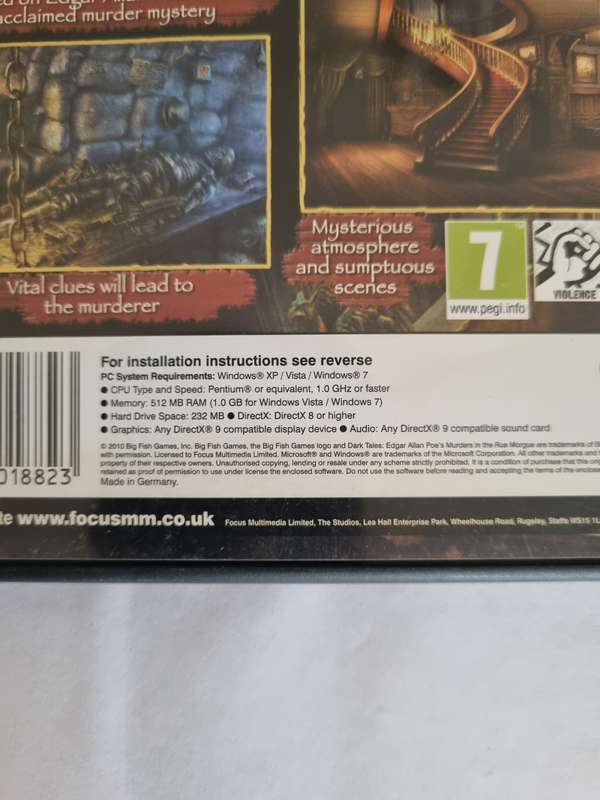 acclaimed murder mystery
Vital clues will lead to
the murderer
Mysterious
atmosphere
and sumptuous
scenes
7
www.pegi.info
VIOLENCE
For installation instructions see reverse
PC System Requirements: Windows® XP / Vista / Windows® 7
● CPU Type and Speed: Pentium® or equivalent, 1.0 GHz or faster
● Memory: 512 MB RAM (1.0 GB for Windows Vista / Windows 7)
● Hard Drive Space: 232 MB ● DirectX: DirectX 8 or higher
● Graphics: Any DirectX® 9 compatible display device ● Audio: Any DirectX® 9 compatible sound card
© 2010 Big Fish Games, Inc. Big Fish Games, the Big Fish Games logo and Dark Tales: Edgar Allan Poe's Murders in the Rue Morgue are trademarks of
with permission. Licensed to Focus Multimedia Limited. Microsoft® and Windows® are trademarks of the Microsoft Corporation. All other trademarks and
property of their respective owners. Unauthorised copying, lending or resale under any scheme strictly prohibited. It is a condition of purchase that this
retained as proof of permission to use under license the enclosed software. Do not use the software before reading and accepting the terms of the
Made in Germany.
018823
www.focusmm.co.uk Focus Multimedia Limited, The Studios, Lea Hall Enterprise Park, Wheelhouse Road, Rugeley, Staffs WS15 1L